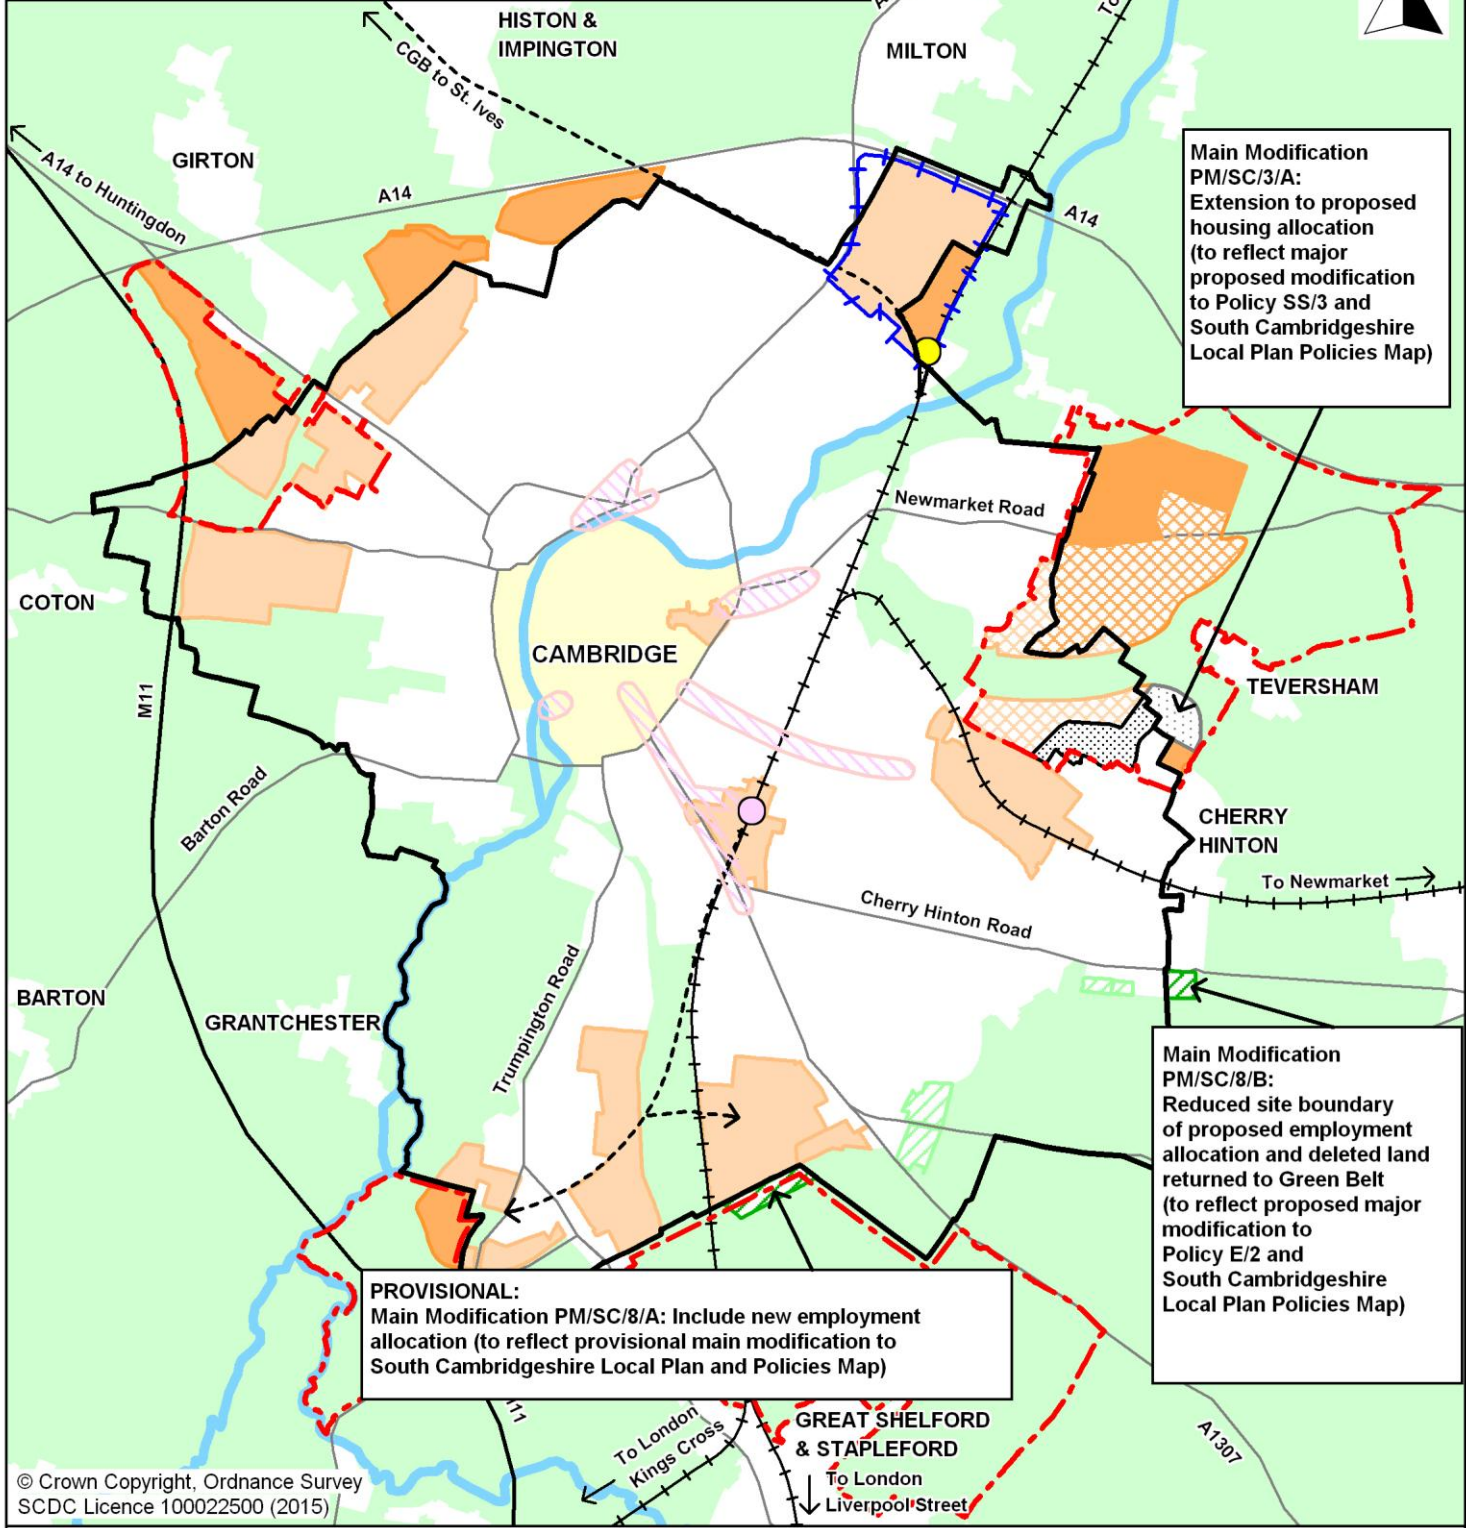 HISTON &
IMPINGTON
MILTON
To
A
CGB to St. Ives
GIRTON
A14 to Huntingdon
A14
A14
Main Modification
PM/SC/3/A:
Extension to proposed
housing allocation
(to reflect major
proposed modification
to Policy SS/3 and
South Cambridgeshire
Local Plan Policies Map)
Newmarket Road
COTON
CAMBRIDGE
TEVERSHAM
M11
Barton Road
CHERRY
HINTON
To Newmarket
Cherry Hinton Road
BARTON
GRANTCHESTER
Trumpington Road
Main Modification
PM/SC/8/B:
Reduced site boundary
of proposed employment
allocation and deleted land
returned to Green Belt
(to reflect proposed major
modification to
Policy E/2 and
South Cambridgeshire
Local Plan Policies Map)
PROVISIONAL:
Main Modification PM/SC/8/A: Include new employment
allocation (to reflect provisional main modification to
South Cambridgeshire Local Plan and Policies Map)
11
To London
Kings Cross
GREAT SHELFORD
& STAPLEFORD
To London
Liverpool Street
A1307
© Crown Copyright, Ordnance Survey
SCDC Licence 100022500 (2015)